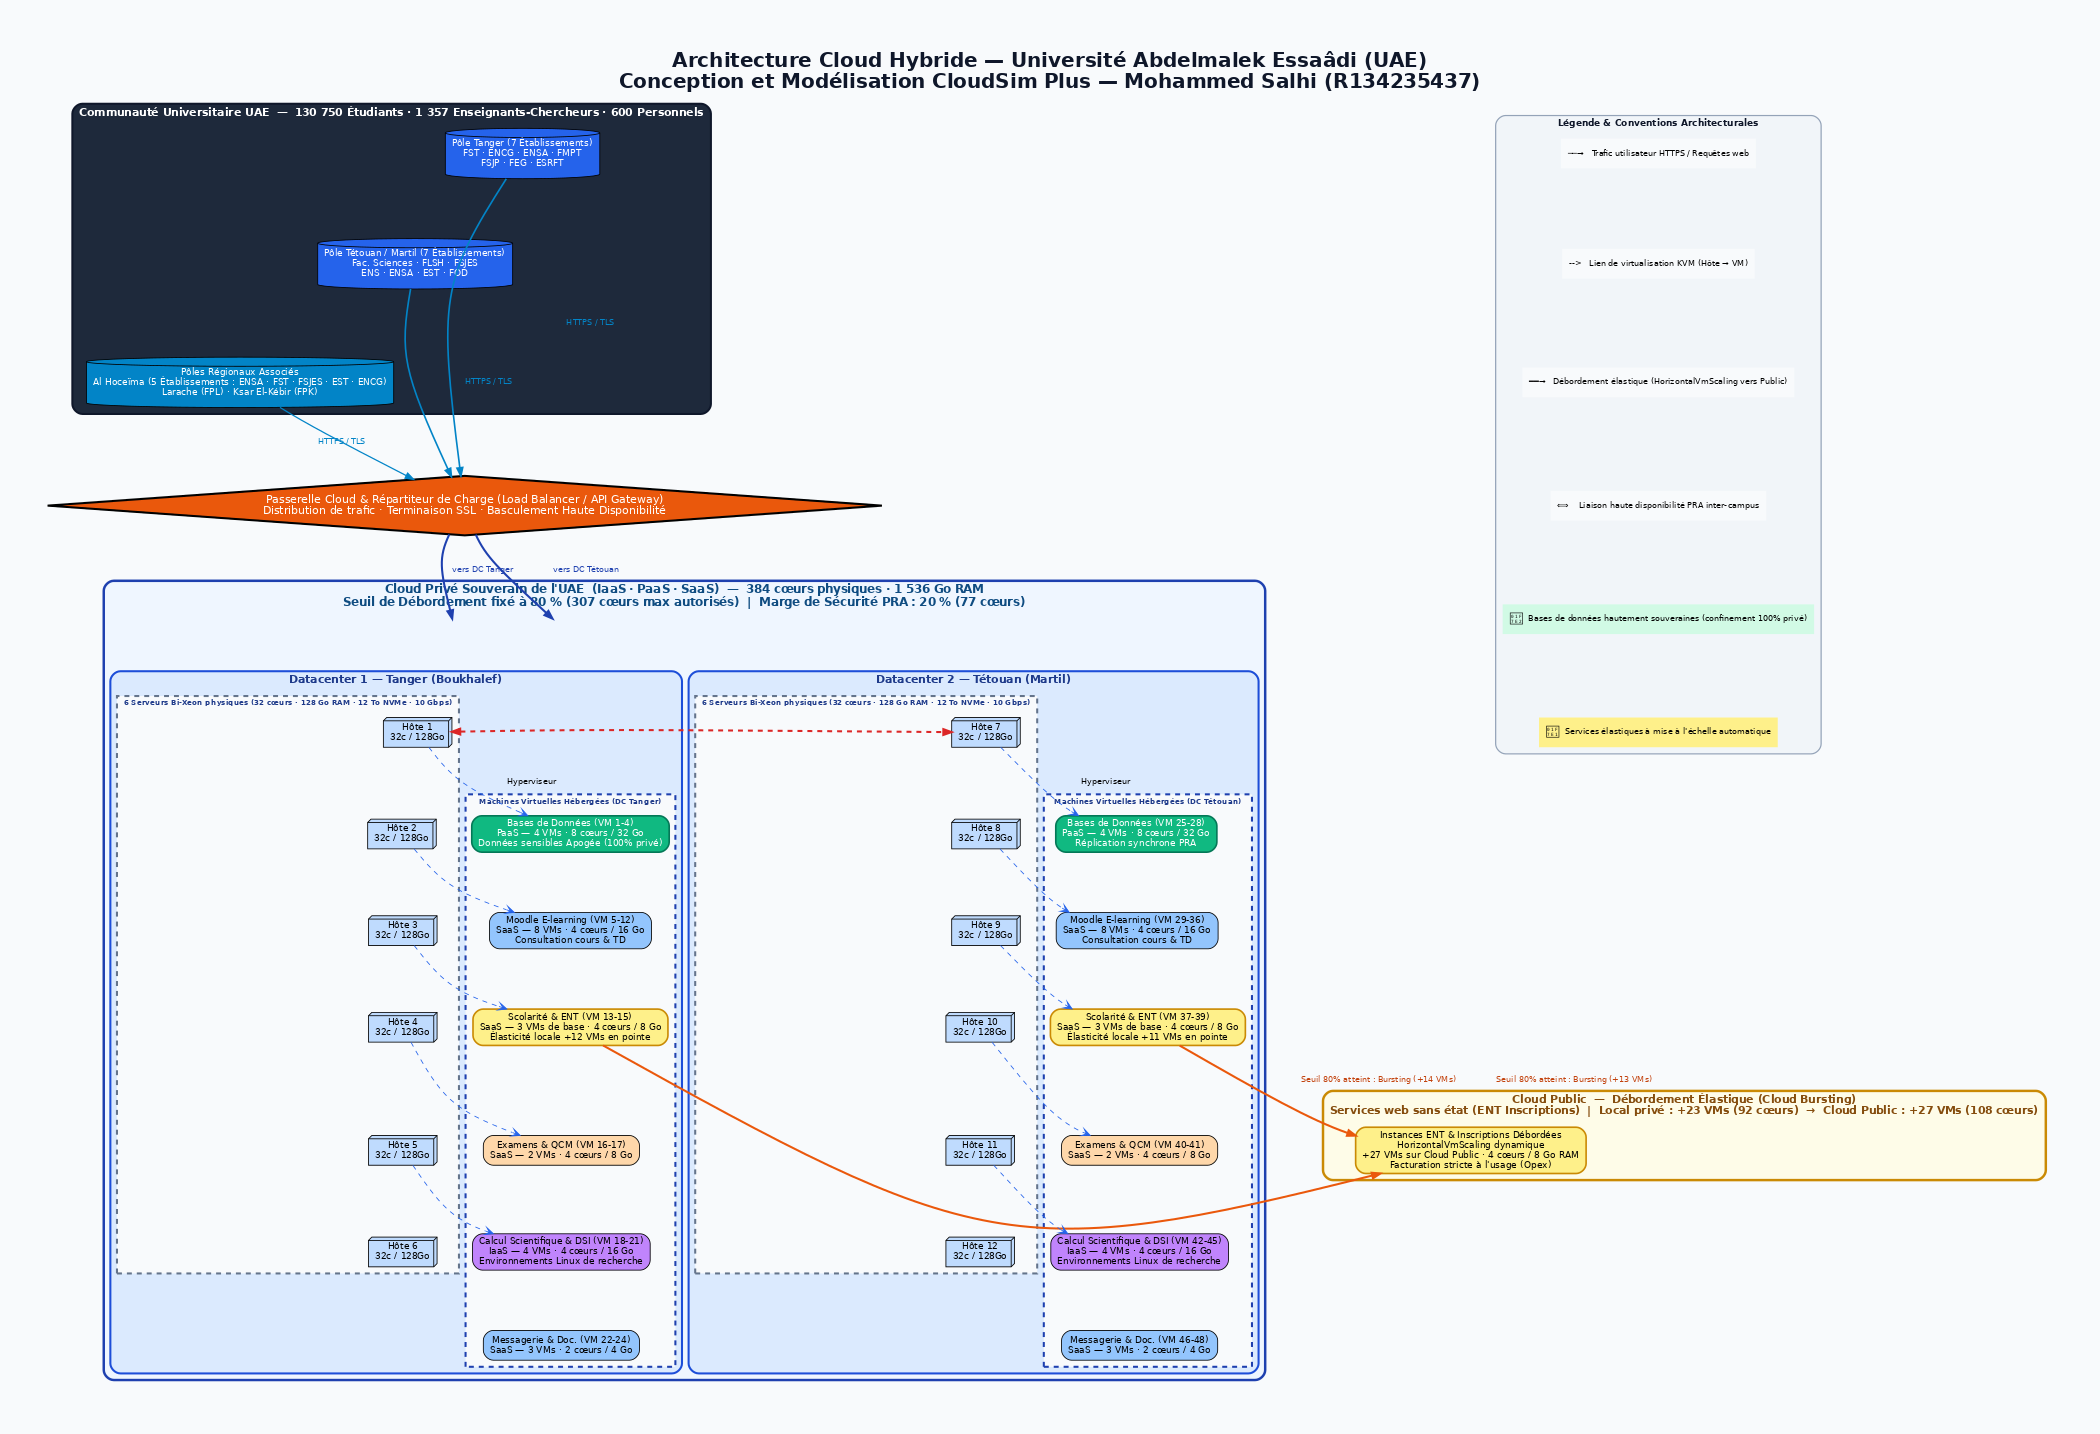 Architecture Cloud Hybride — Université Abdelmalek Essaâdi (UAE)
Conception et Modélisation CloudSim Plus — Mohammed Salhi (R134235437)
Communauté Universitaire UAE — 130 750 Étudiants · 1 357 Enseignants-Chercheurs · 600 Personnels
Pôle Tanger (7 Établissements)
FST · ENCG · ENSA · FMPT
FSJP · FEG · ESRFT
Pôle Tétouan / Martil (7 Établissements)
Fac. Sciences · FLSH · FSJES
ENS · ENSA · EST · FOD
HTTPS / TLS
Pôles Régionaux Associés
Al Hoceïma (5 Établissements : ENSA · FST · FSJES · EST · ENCG)
Larache (FPL) · Ksar El-Kébir (FPK)
HTTPS / TLS
HTTPS / TLS
Passerelle Cloud & Répartiteur de Charge (Load Balancer / API Gateway)
Distribution de trafic · Terminaison SSL · Basculement Haute Disponibilité
vers DC Tanger
vers DC Tétouan
Légende & Conventions Architecturales
──→ Trafic utilisateur HTTPS / Requêtes web
--> Lien de virtualisation KVM (Hôte → VM)
━━→ Débordement élastique (HorizontalVmScaling vers Public)
⇔ Liaison haute disponibilité PRA inter-campus
Bases de données hautement souveraines (confinement 100% privé)
Services élastiques à mise à l'échelle automatique
Cloud Privé Souverain de l'UAE (IaaS · PaaS · SaaS) — 384 cœurs physiques · 1 536 Go RAM
Seuil de Débordement fixé à 80 % (307 cœurs max autorisés) | Marge de Sécurité PRA : 20 % (77 cœurs)
Datacenter 1 — Tanger (Boukhalef)
6 Serveurs Bi-Xeon physiques (32 cœurs · 128 Go RAM · 12 To NVMe · 10 Gbps)
Hôte 1
32c / 128Go
Hyperviseur
Machines Virtuelles Hébergées (DC Tanger)
Hôte 2
32c / 128Go
Bases de Données (VM 1-4)
PaaS — 4 VMs · 8 cœurs / 32 Go
Données sensibles Apogée (100% privé)
Hôte 3
32c / 128Go
Moodle E-learning (VM 5-12)
SaaS — 8 VMs · 4 cœurs / 16 Go
Consultation cours & TD
Hôte 4
32c / 128Go
Scolarité & ENT (VM 13-15)
SaaS — 3 VMs de base · 4 cœurs / 8 Go
Élasticité locale +12 VMs en pointe
Hôte 5
32c / 128Go
Examens & QCM (VM 16-17)
SaaS — 2 VMs · 4 cœurs / 8 Go
Hôte 6
32c / 128Go
Calcul Scientifique & DSI (VM 18-21)
IaaS — 4 VMs · 4 cœurs / 16 Go
Environnements Linux de recherche
Messagerie & Doc. (VM 22-24)
SaaS — 3 VMs · 2 cœurs / 4 Go
Datacenter 2 — Tétouan (Martil)
6 Serveurs Bi-Xeon physiques (32 cœurs · 128 Go RAM · 12 To NVMe · 10 Gbps)
Hôte 7
32c / 128Go
Hyperviseur
Machines Virtuelles Hébergées (DC Tétouan)
Hôte 8
32c / 128Go
Bases de Données (VM 25-28)
PaaS — 4 VMs · 8 cœurs / 32 Go
Réplication synchrone PRA
Hôte 9
32c / 128Go
Moodle E-learning (VM 29-36)
SaaS — 8 VMs · 4 cœurs / 16 Go
Consultation cours & TD
Hôte 10
32c / 128Go
Scolarité & ENT (VM 37-39)
SaaS — 3 VMs de base · 4 cœurs / 8 Go
Élasticité locale +11 VMs en pointe
Hôte 11
32c / 128Go
Examens & QCM (VM 40-41)
SaaS — 2 VMs · 4 cœurs / 8 Go
Hôte 12
32c / 128Go
Calcul Scientifique & DSI (VM 42-45)
IaaS — 4 VMs · 4 cœurs / 16 Go
Environnements Linux de recherche
Messagerie & Doc. (VM 46-48)
SaaS — 3 VMs · 2 cœurs / 4 Go
Seuil 80% atteint : Bursting (+14 VMs)
Seuil 80% atteint : Bursting (+13 VMs)
Cloud Public — Débordement Élastique (Cloud Bursting)
Services web sans état (ENT Inscriptions) | Local privé : +23 VMs (92 cœurs) → Cloud Public : +27 VMs (108 cœurs)
Instances ENT & Inscriptions Débordées
HorizontalVmScaling dynamique
+27 VMs sur Cloud Public · 4 cœurs / 8 Go RAM
Facturation stricte à l'usage (Opex)